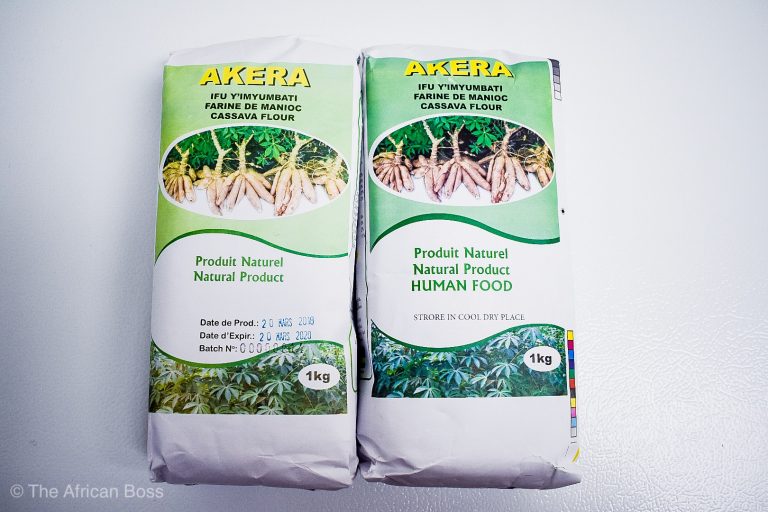 AKERA
IFU Y'IMYUMBATI
FARINE DE MANIOC
CASSAVA FLOUR
Produit Naturel
Natural Product
Date de Prod.: 20 MARS 2018
Date d'Expir.: 20 MARS 2020
Batch Nº:
1kg
AKERA
IFU Y'IMYUMBATI
FARINE DE MANIOC
CASSAVA FLOUR
Produit Naturel
Natural Product
HUMAN FOOD
STRORE IN COOL DRY PLACE
1kg
© The African Boss